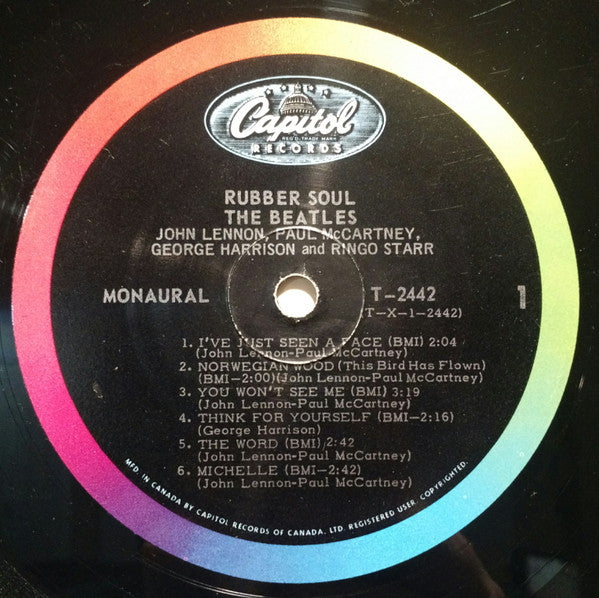 Capitol
REG'D. TRADE MARK
RECORDS
RUBBER SOUL
THE BEATLES
JOHN LENNON, PAUL McCARTNEY,
GEORGE HARRISON and RINGO STARR
MONAURAL
T-2442
1
(T-X-1-2442)
1. I'VE JUST SEEN A FACE (BMI) 2:04
(John Lennon-Paul McCartney)
2. NORWEGIAN WOOD (This Bird Has Flown)
(BMI-2:00)(John Lennon-Paul McCartney)
3. YOU WON'T SEE ME (BMI) 3:19
(John Lennon-Paul McCartney)
4. THINK FOR YOURSELF (BMI-2:16)
(George Harrison)
5. THE WORD (BMI) 2:42
(John Lennon-Paul McCartney)
6. MICHELLE (BMI-2:42)
(John Lennon-Paul McCartney)
MFD. IN CANADA BY CAPITOL RECORDS OF CANADA, LTD. REGISTERED USER. COPYRIGHTED.